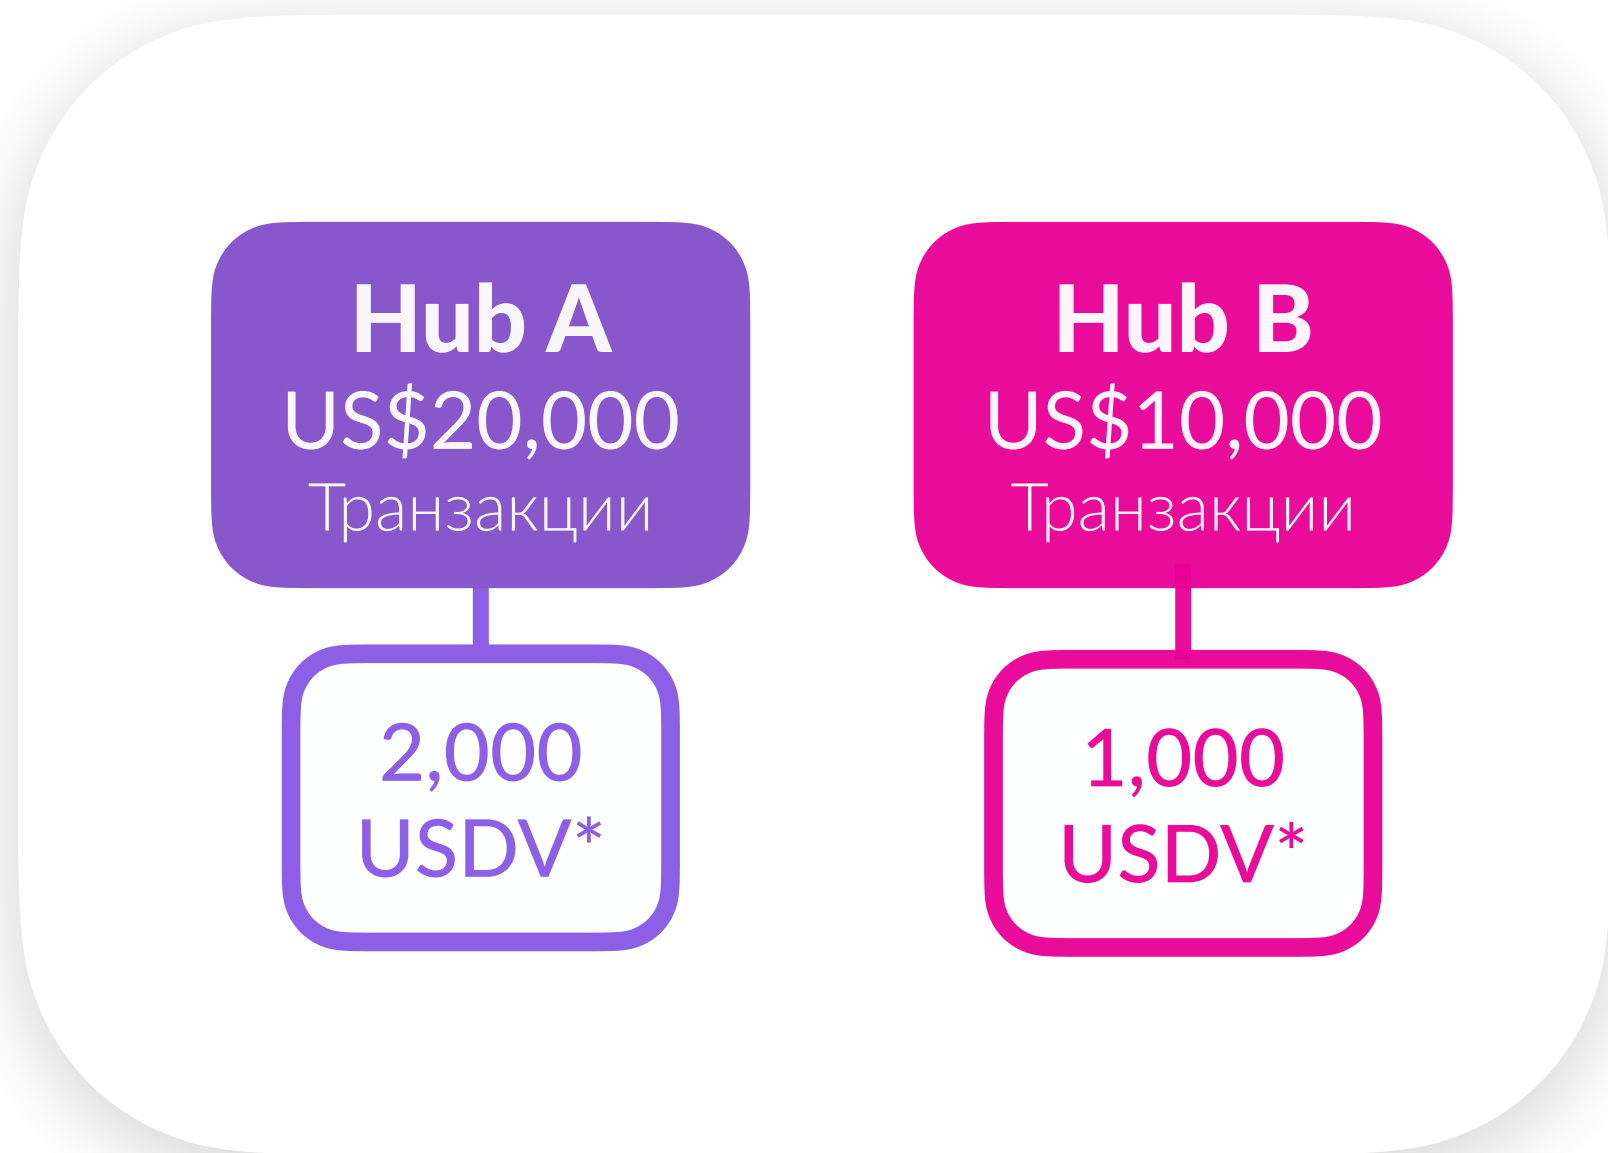 Hub A
US$20,000
Транзакции
2,000
USDV*
Hub B
US$10,000
Транзакции
1,000
USDV*